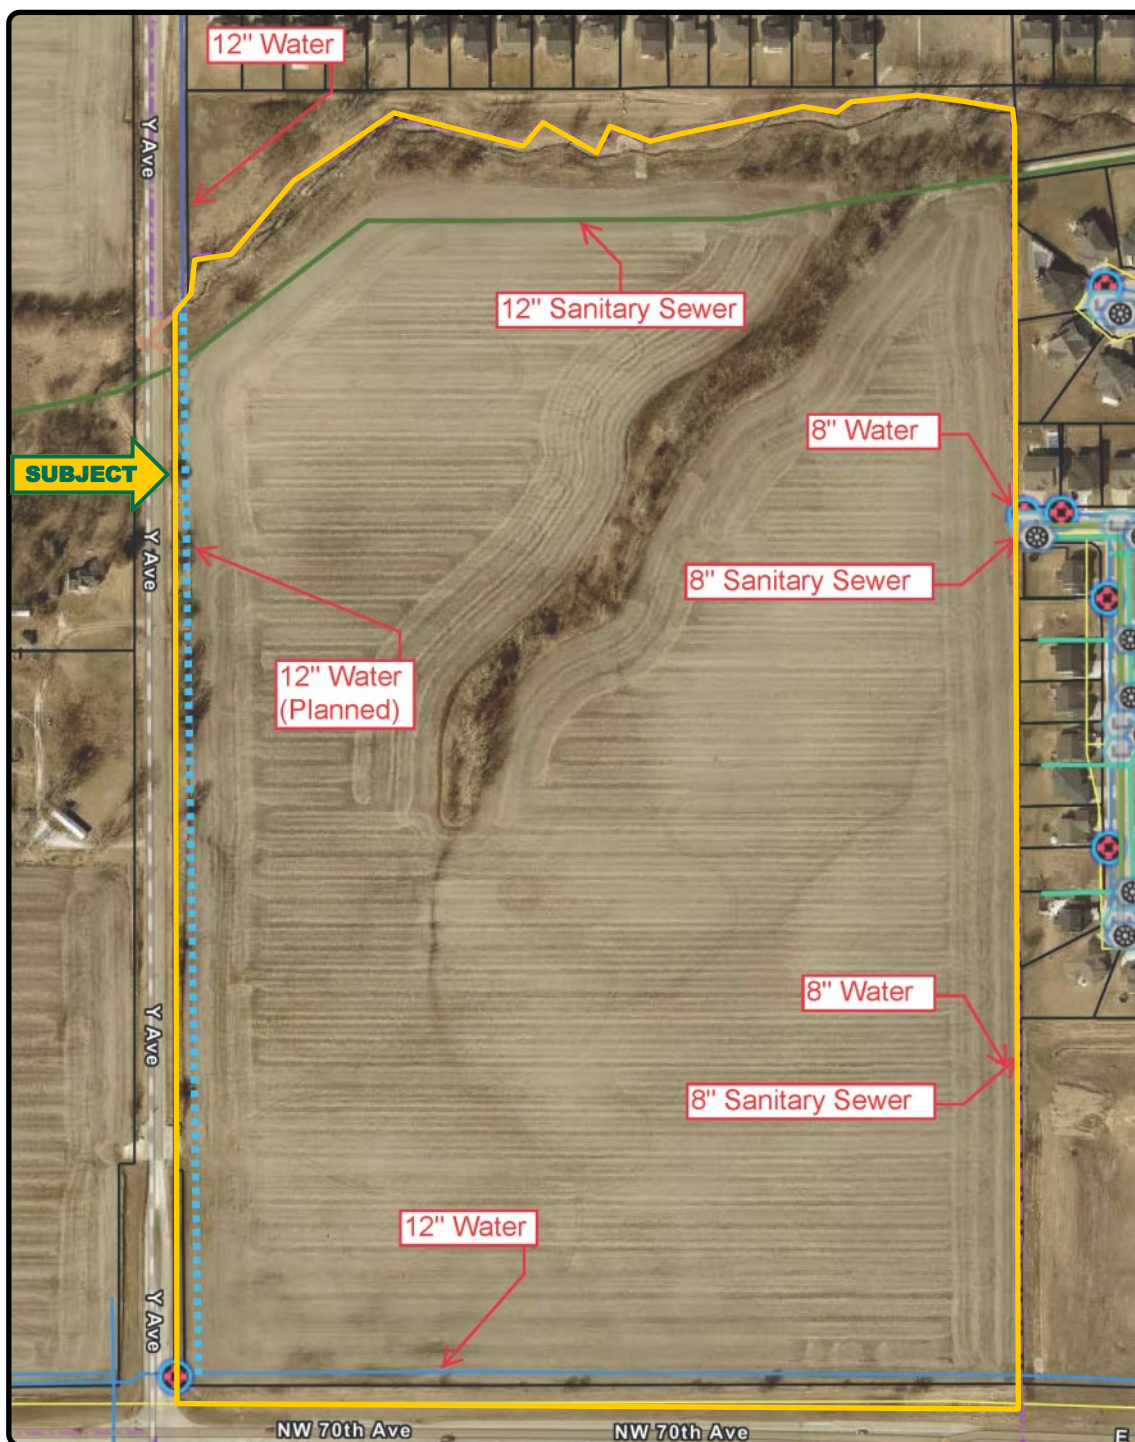 12" Water
Y Ave
12" Sanitary Sewer
8" Water
SUBJECT
Y Ave
8" Sanitary Sewer
12" Water
(Planned)
8" Water
Y Ave
8" Sanitary Sewer
12" Water
Y Ave
NW 70th Ave
NW 70th Ave